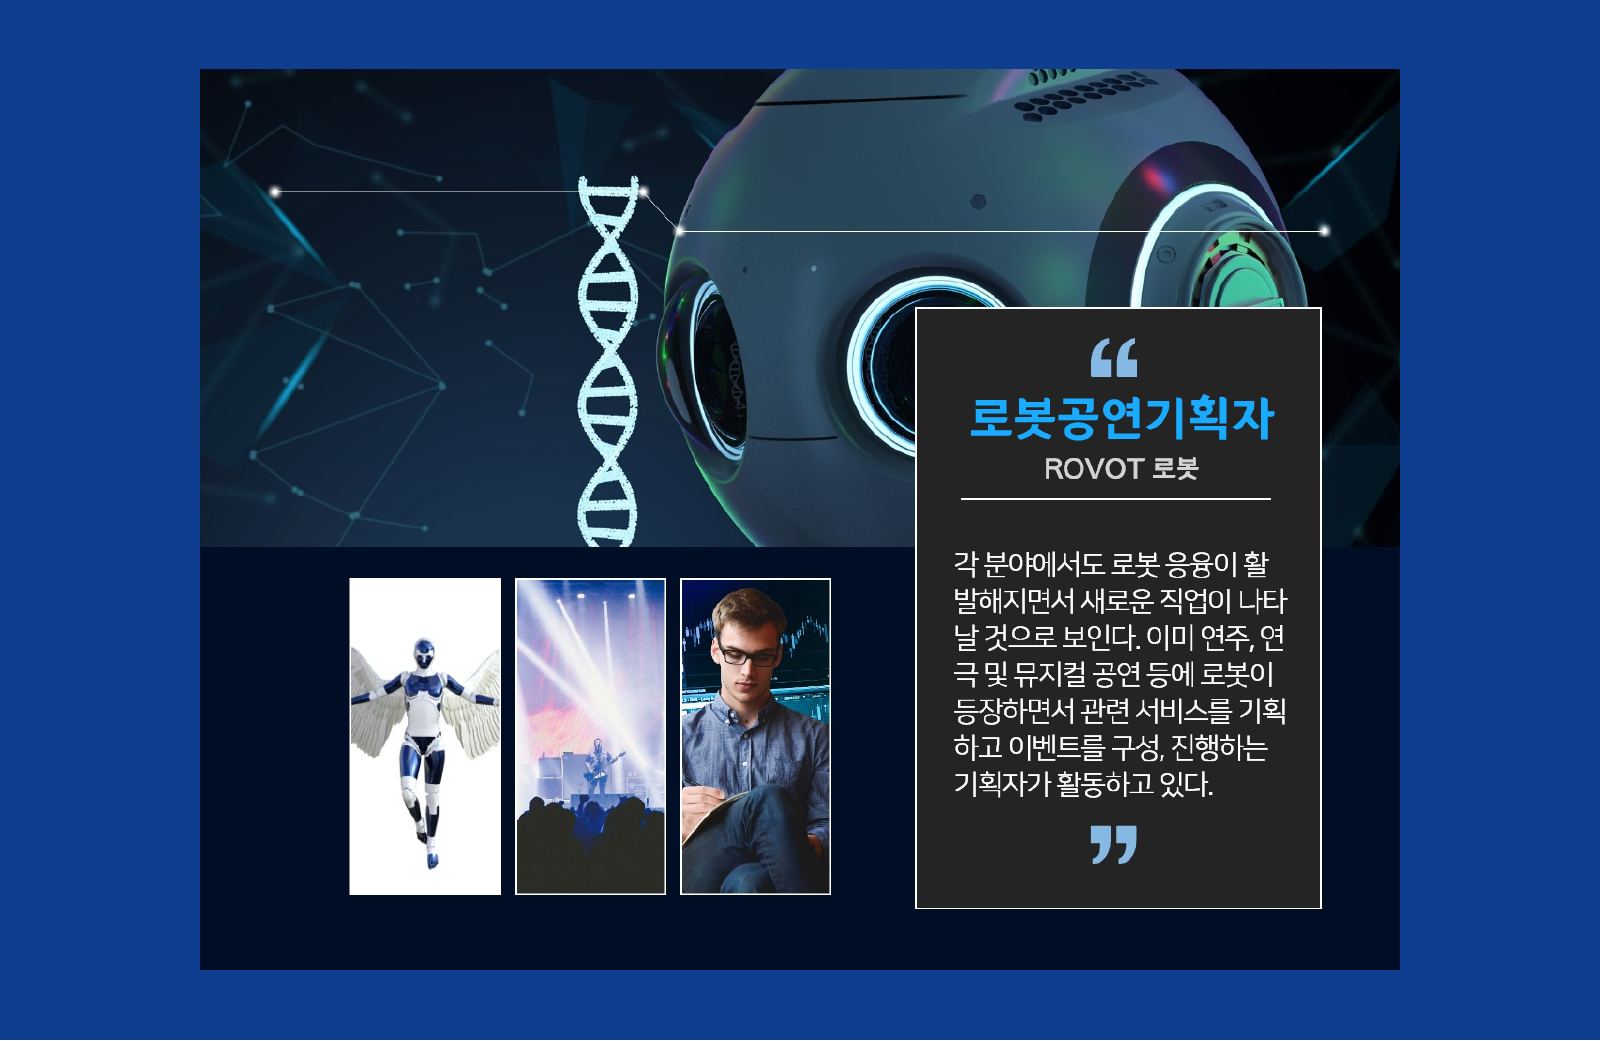 “
로봇공연기획자
ROVOT 로봇
각 분야에서도 로봇 응융이 활
발해지면서 새로운 직업이 나타
날 것으로 보인다. 이미 연주, 연
극 및 뮤지컬 공연 등에 로봇이
등장하면서 관련 서비스를 기획
하고 이벤트를 구성, 진행하는
기획자가 활동하고 있다.
”